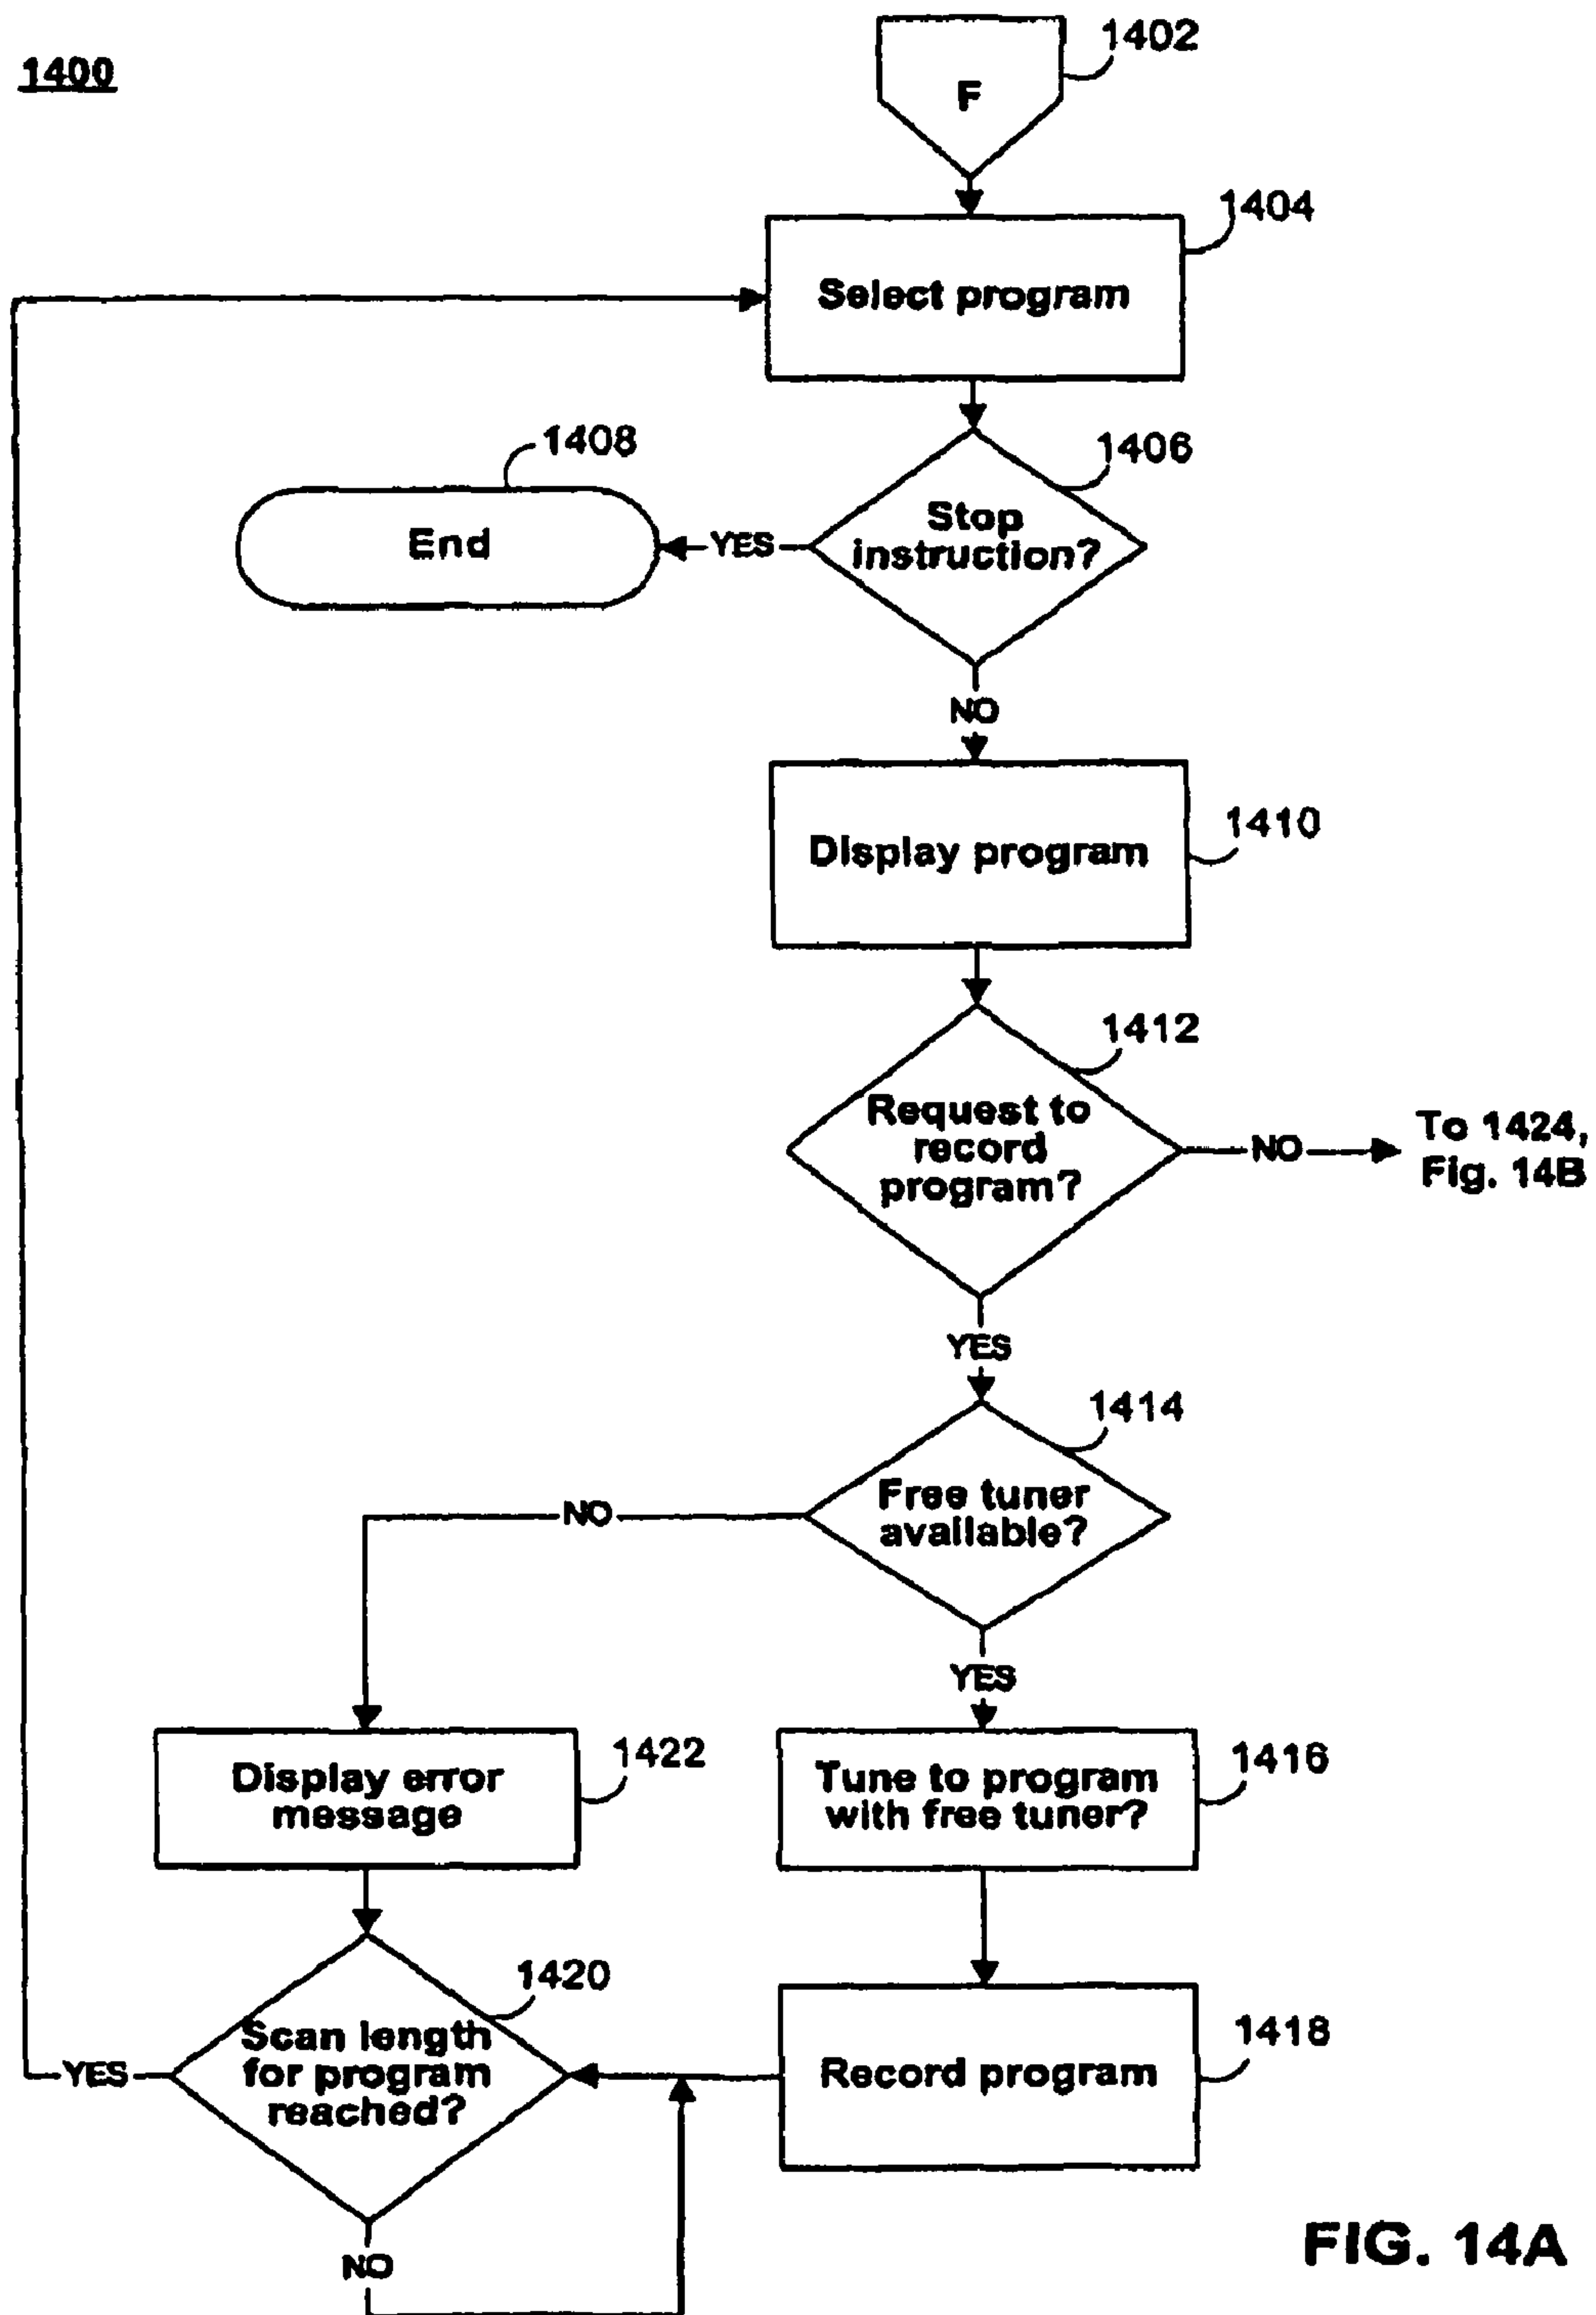 1400
1402
F
1404
Select program
1408
1406
End
YES
Stop
instruction?
NO
1410
Display program
1412
Request to
record
program?
NO
To 1424,
Fig. 14B
YES
1414
Free tuner
available?
NO
YES
1422
Display error
message
1416
Tune to program
with free tuner?
1420
Scan length
for program
reached?
YES
1418
Record program
NO
FIG. 14A